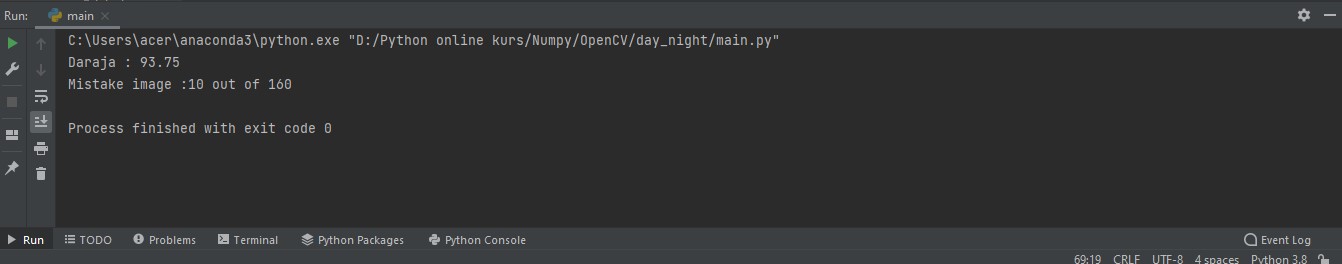 Run: main
C:\Users\acer\anaconda3\python.exe "D:/Python online kurs/Numpy/OpenCV/day_night/main.py"
Daraja : 93.75
Mistake image :10 out of 160
Process finished with exit code 0
Run TODO Problems Terminal Python Packages Python Console Event Log
69:19 CRLF UTF-8 4 spaces Python 3.8